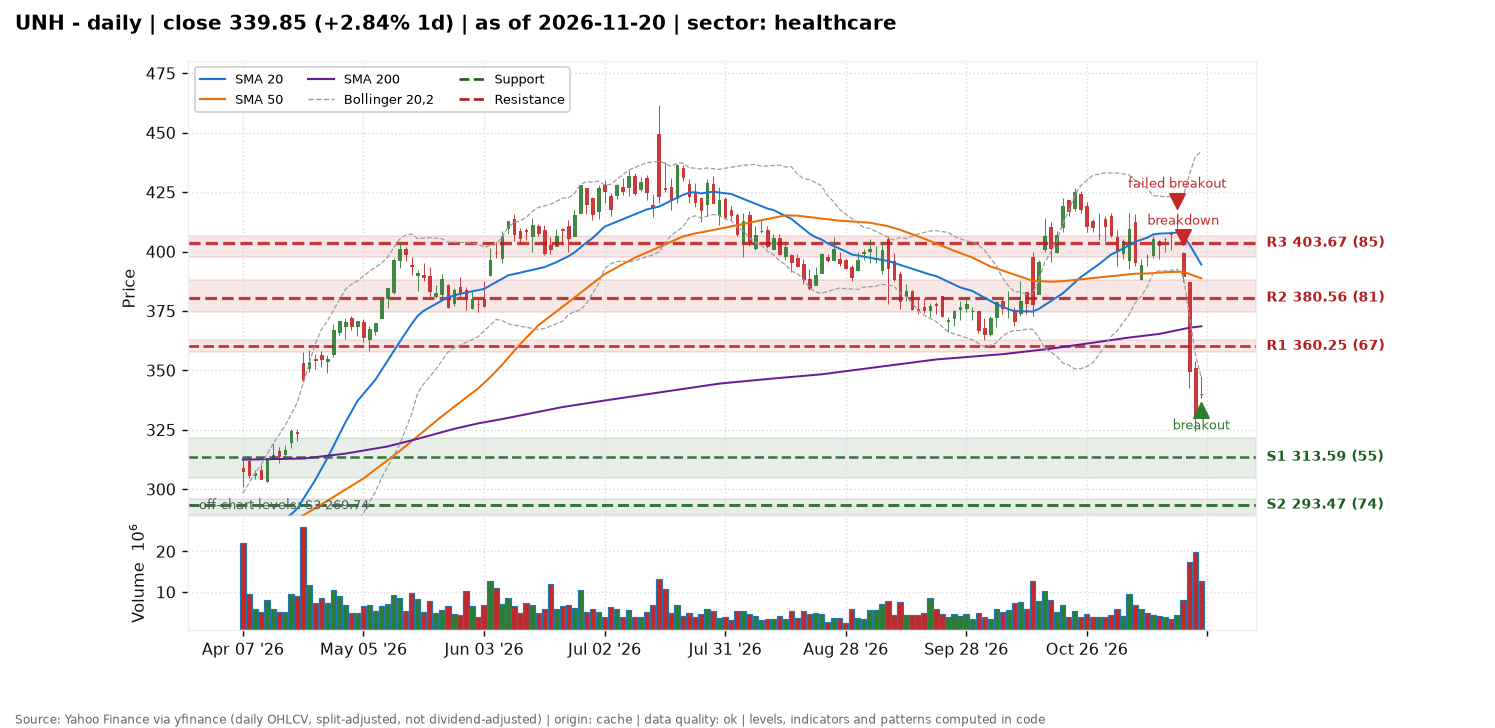 UNH - daily | close 339.85 (+2.84% 1d) | as of 2026-11-20 | sector: healthcare
SMA 20
SMA 50
SMA 200
Bollinger 20,2
Support
Resistance
Price
475
450
425
400
375
350
325
300
failed breakout
breakdown
breakout
R3 403.67 (85)
R2 380.56 (81)
R1 360.25 (67)
S1 313.59 (55)
S2 293.47 (74)
off-chart levels: S3 269.74
Volume 10⁶
20
10
Apr 07 '26
May 05 '26
Jun 03 '26
Jul 02 '26
Jul 31 '26
Aug 28 '26
Sep 28 '26
Oct 26 '26
Source: Yahoo Finance via yfinance (daily OHLCV, split-adjusted, not dividend-adjusted) | origin: cache | data quality: ok | levels, indicators and patterns computed in code